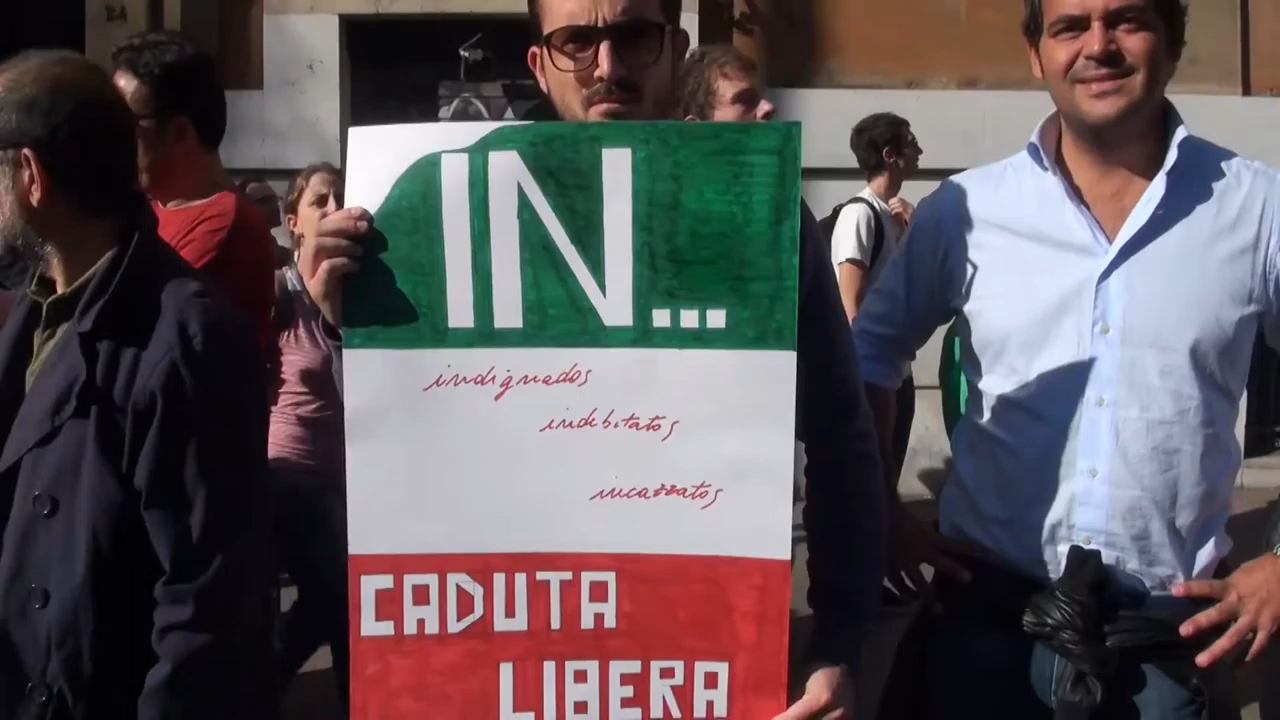 IN...
indignados
indebitatos
incazzatos
CADUTA
LIBERA